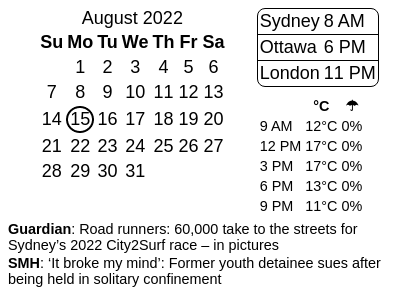 August 2022
Su Mo Tu We Th Fr Sa
1 2 3 4 5 6
7 8 9 10 11 12 13
14 15 16 17 18 19 20
21 22 23 24 25 26 27
28 29 30 31
Sydney 8 AM
Ottawa 6 PM
London 11 PM
°C ☂
9 AM 12°C 0%
12 PM 17°C 0%
3 PM 17°C 0%
6 PM 13°C 0%
9 PM 11°C 0%
Guardian: Road runners: 60,000 take to the streets for
Sydney’s 2022 City2Surf race – in pictures
SMH: ‘It broke my mind’: Former youth detainee sues after
being held in solitary confinement